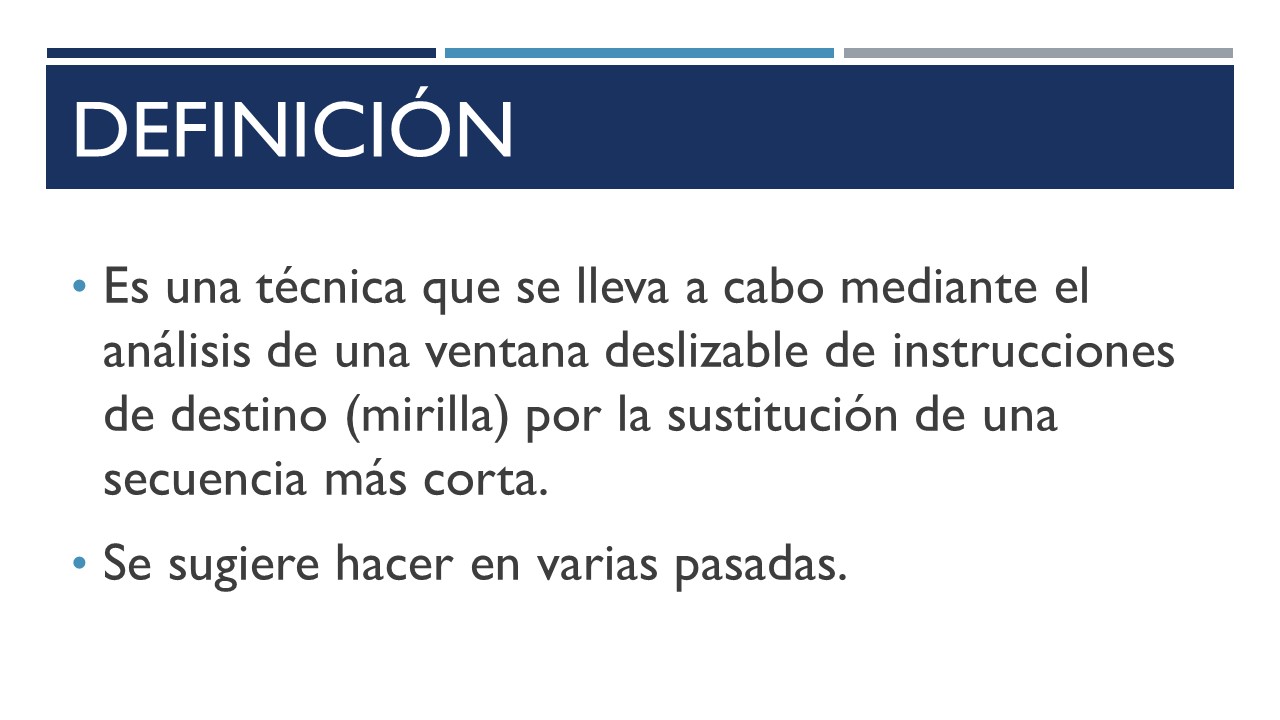 DEFINICIÓN
• Es una técnica que se lleva a cabo mediante el
análisis de una ventana deslizable de instrucciones
de destino (mirilla) por la sustitución de una
secuencia más corta.
• Se sugiere hacer en varias pasadas.